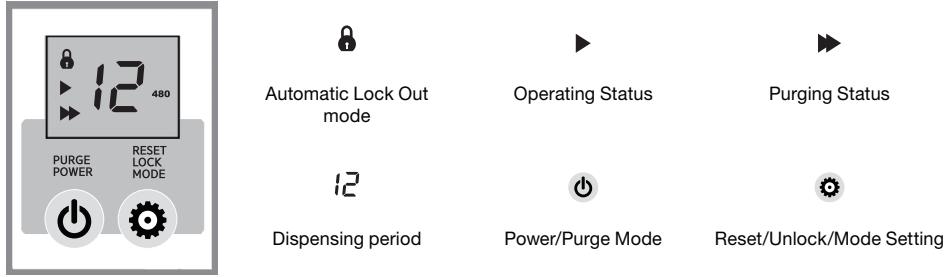 12
480
PURGE
POWER
RESET
LOCK
MODE
Automatic Lock Out
mode
Operating Status
Purging Status
12
Dispensing period
Power/Purge Mode
Reset/Unlock/Mode Setting